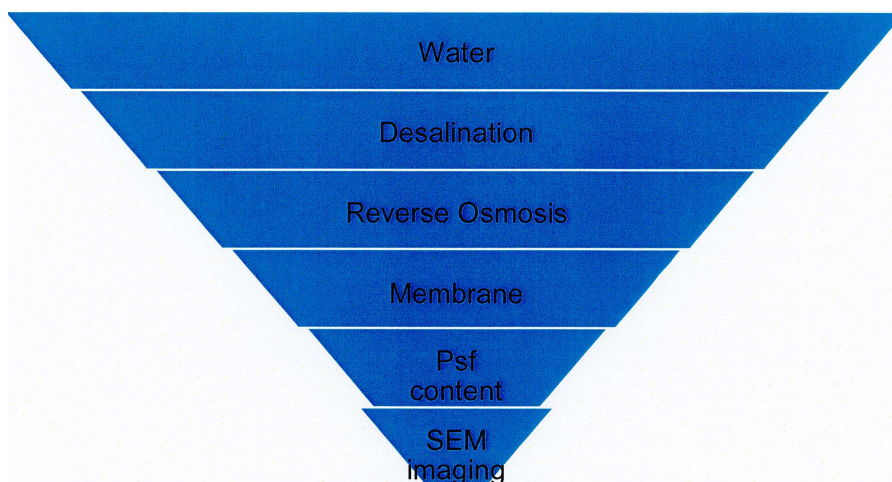 Water
Desalination
Reverse Osmosis
Membrane
Psf
content
SEM
imaging